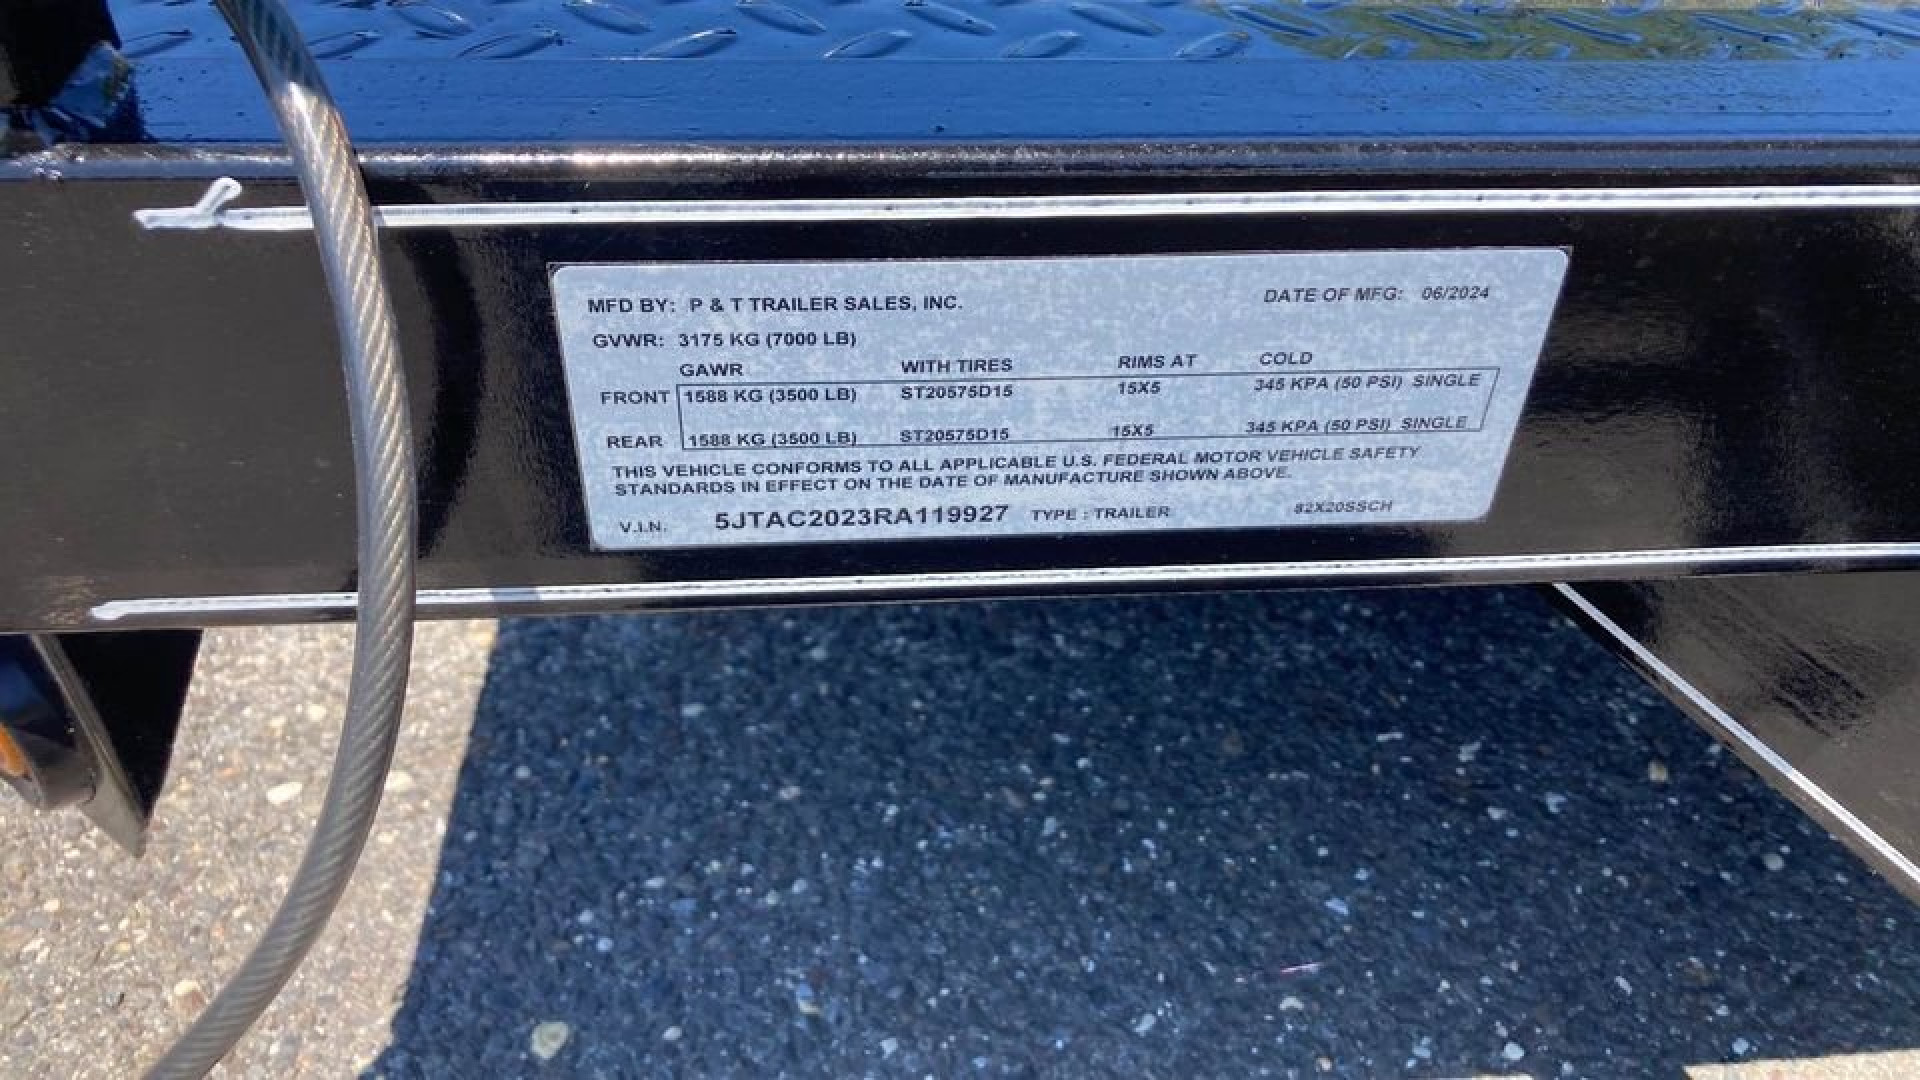 MFD BY: P & T TRAILER SALES, INC. DATE OF MFG: 06/2024
GVWR: 3175 KG (7000 LB)
GAWR WITH TIRES RIMS AT COLD
FRONT 1588 KG (3500 LB) ST20575D15 15X5 345 KPA (50 PSI) SINGLE
REAR 1588 KG (3500 LB) ST20575D15 15X5 345 KPA (50 PSI) SINGLE
THIS VEHICLE CONFORMS TO ALL APPLICABLE U.S. FEDERAL MOTOR VEHICLE SAFETY
STANDARDS IN EFFECT ON THE DATE OF MANUFACTURE SHOWN ABOVE.
V.I.N. 5JTAC2023RA119927 TYPE : TRAILER 82X20SSCH